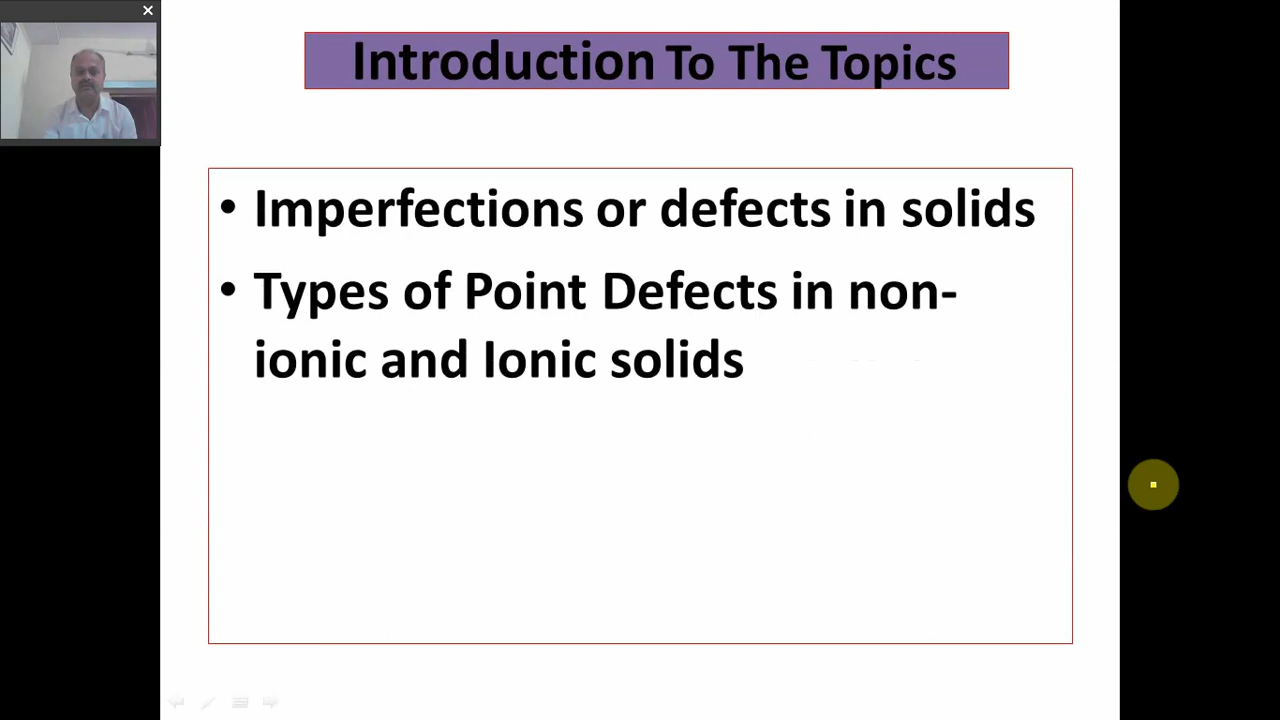 Introduction To The Topics
• Imperfections or defects in solids
• Types of Point Defects in non-
ionic and Ionic solids